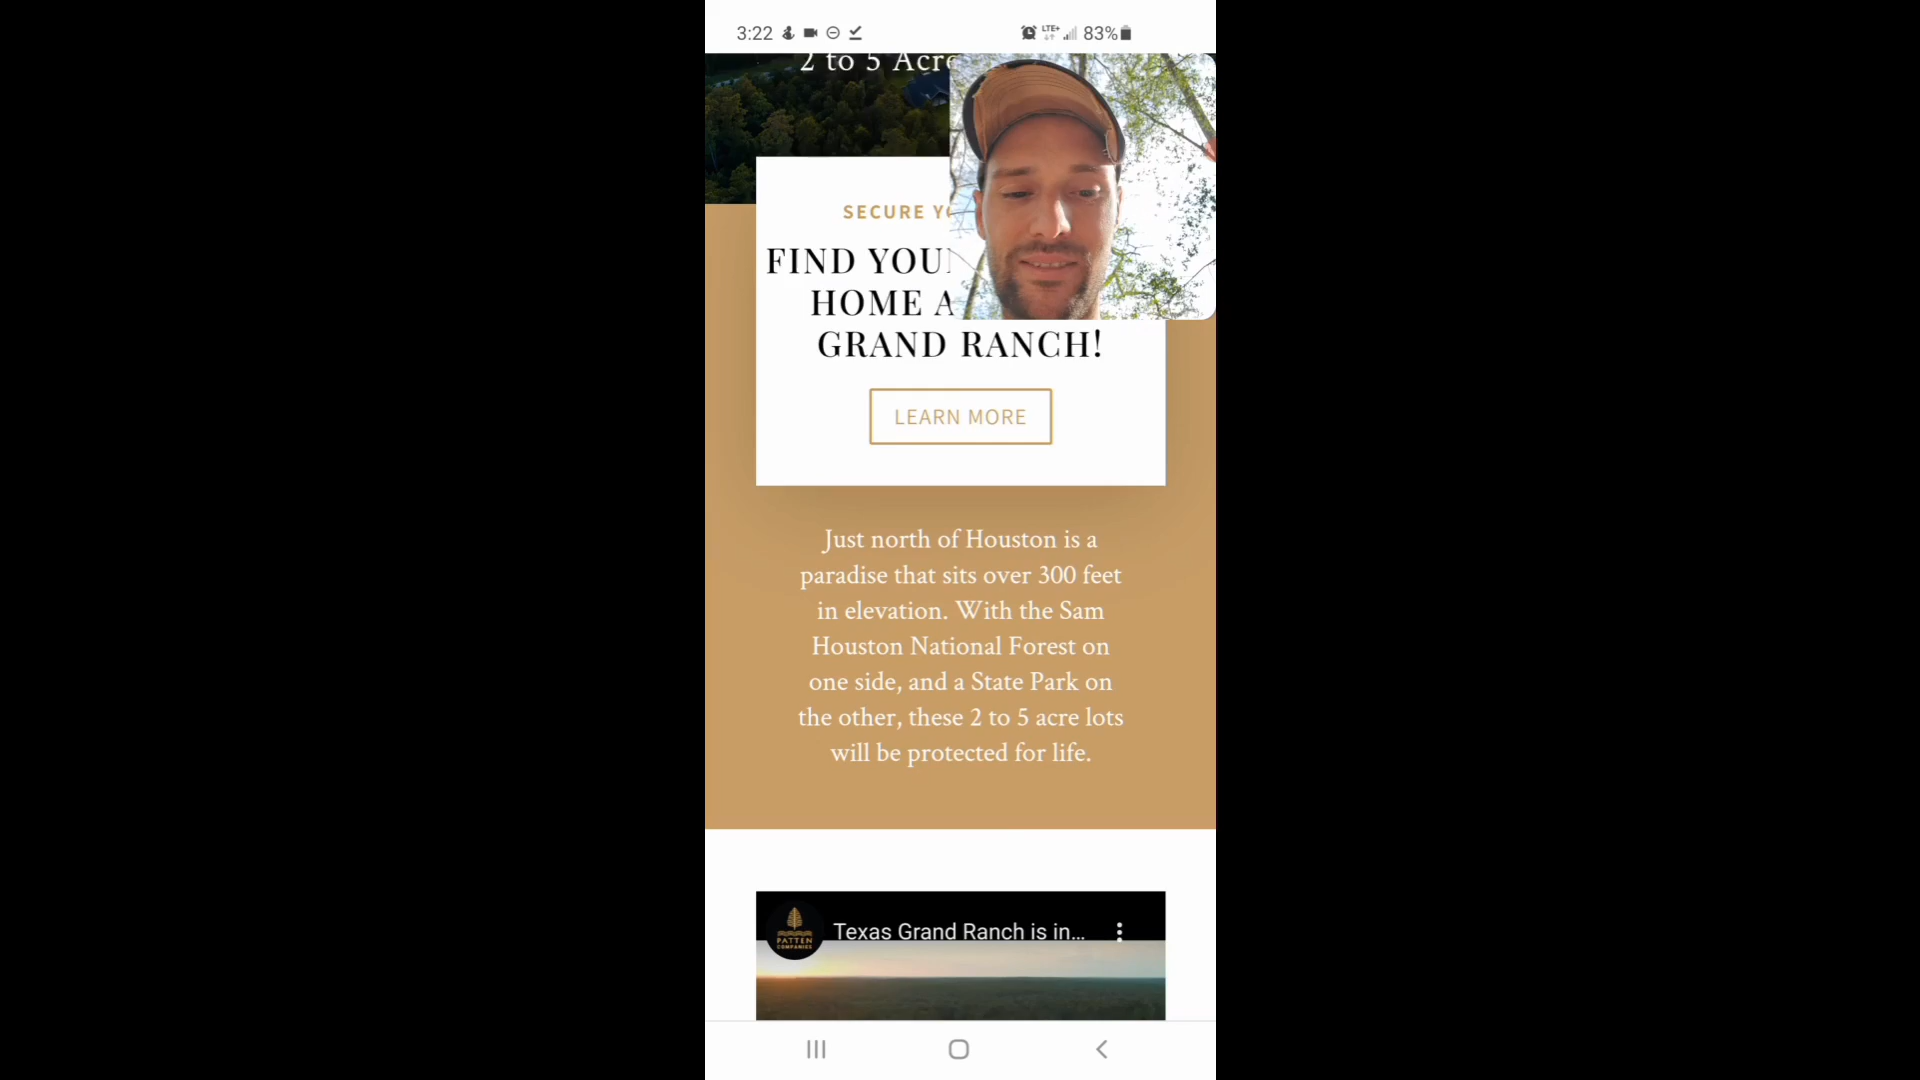 3:22
LTE+
83%
2 to 5
SECURE
FIND
HOME
GRAND RANCH!
LEARN MORE
Just north of Houston is a
paradise that sits over 300 feet
in elevation. With the Sam
Houston National Forest on
one side, and a State Park on
the other, these 2 to 5 acre lots
will be protected for life.
PATTEN
COMPANIES
Texas Grand Ranch is in...